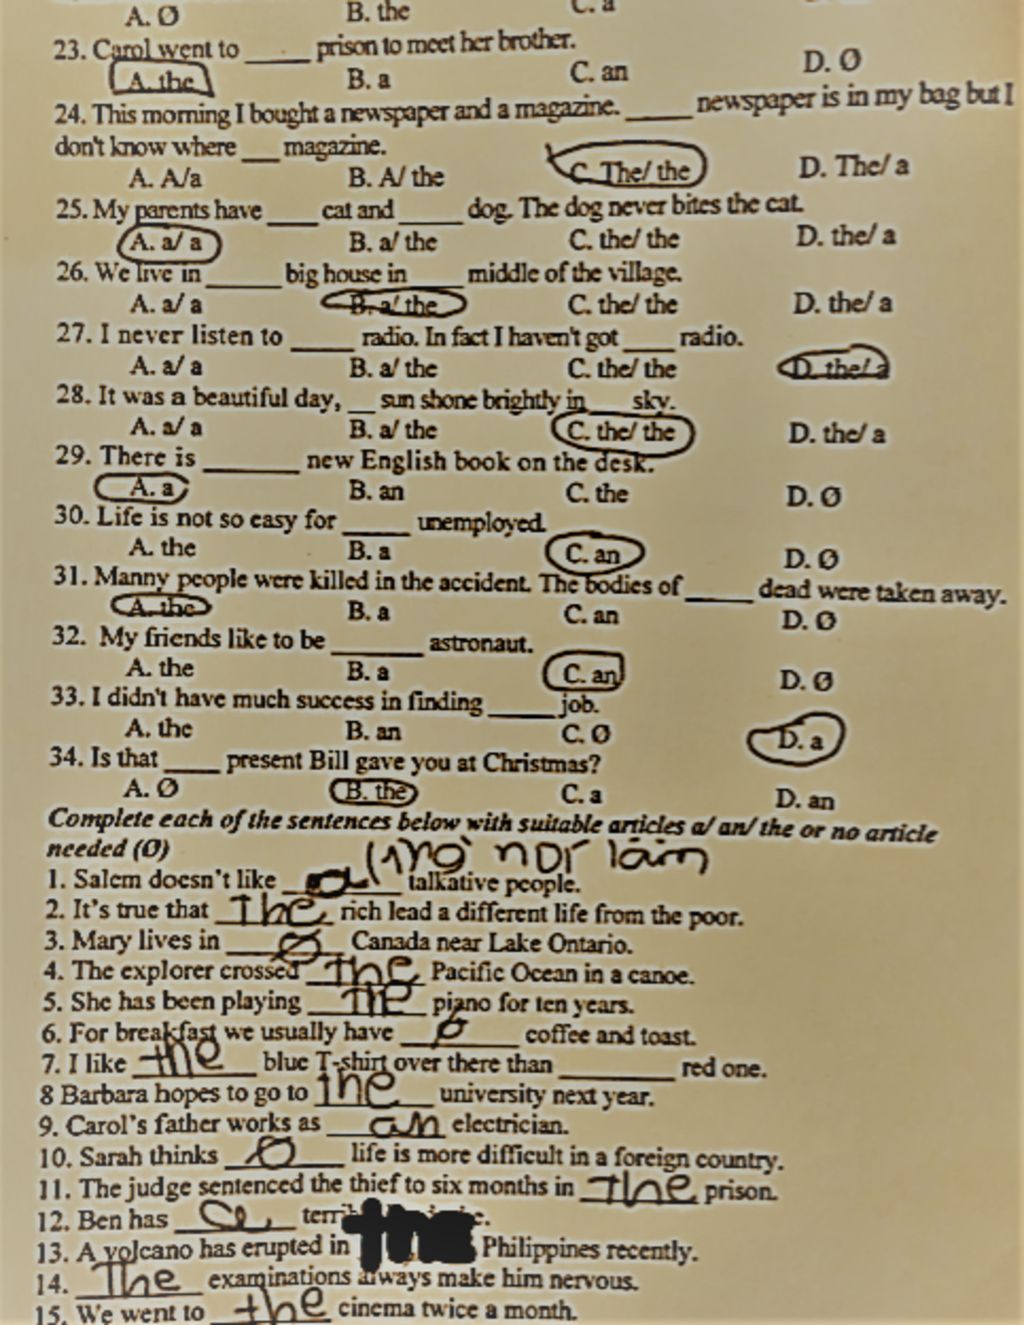 A. Ø B. the C. a
23. Carol went to _____ prison to meet her brother.
A. the B. a C. an D. Ø
24. This morning I bought a newspaper and a magazine. _____ newspaper is in my bag but I
don't know where ___ magazine.
A. A/a B. A/ the C. The/ the D. The/ a
25. My parents have ____ cat and _____ dog. The dog never bites the cat.
A. a/ a B. a/ the C. the/ the D. the/ a
26. We live in ______ big house in ____ middle of the village.
A. a/ a B. a/ the C. the/ the D. the/ a
27. I never listen to _____ radio. In fact I haven't got ____ radio.
A. a/ a B. a/ the C. the/ the D. the/ a
28. It was a beautiful day, __ sun shone brightly in ___ sky.
A. a/ a B. a/ the C. the/ the D. the/ a
29. There is ________ new English book on the desk.
A. a B. an C. the D. Ø
30. Life is not so easy for _____ unemployed.
A. the B. a C. an D. Ø
31. Manny people were killed in the accident. The bodies of _____ dead were taken away.
A. the B. a C. an D. Ø
32. My friends like to be _______ astronaut.
A. the B. a C. an D. Ø
33. I didn't have much success in finding _____ job.
A. the B. an C. Ø D. a
34. Is that ____ present Bill gave you at Christmas?
A. Ø B. the C. a D. an
Complete each of the sentences below with suitable articles a/ an/ the or no article
needed (Ø)
1. Salem doesn't like _________ talkative people.
2. It's true that The rich lead a different life from the poor.
3. Mary lives in Ø Canada near Lake Ontario.
4. The explorer crossed the Pacific Ocean in a canoe.
5. She has been playing the piano for ten years.
6. For breakfast we usually have Ø coffee and toast.
7. I like the blue T-shirt over there than _________ red one.
8 Barbara hopes to go to the university next year.
9. Carol's father works as an electrician.
10. Sarah thinks Ø life is more difficult in a foreign country.
11. The judge sentenced the thief to six months in The prison.
12. Ben has a
13. A volcano has erupted in the Philippines recently.
14. The examinations always make him nervous.
15. We went to the cinema twice a month.